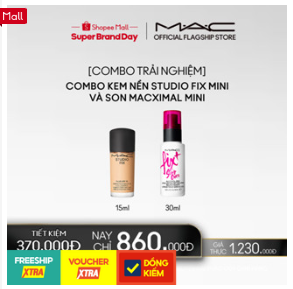 Mall
Shopee Mall
Super Brand Day
MAC
OFFICIAL FLAGSHIP STORE
[COMBO TRẢI NGHIỆM]
COMBO KEM NỀN STUDIO FIX MINI
VÀ SON MACXIMAL MINI
fix+
15ml
30ml
TIẾT KIỆM
370.000Đ
NAY
CHỈ
860.000Đ
GIÁ
THỰC
1.230.000Đ
FREESHIP
XTRA
VOUCHER
XTRA
ĐỒNG
KIỂM